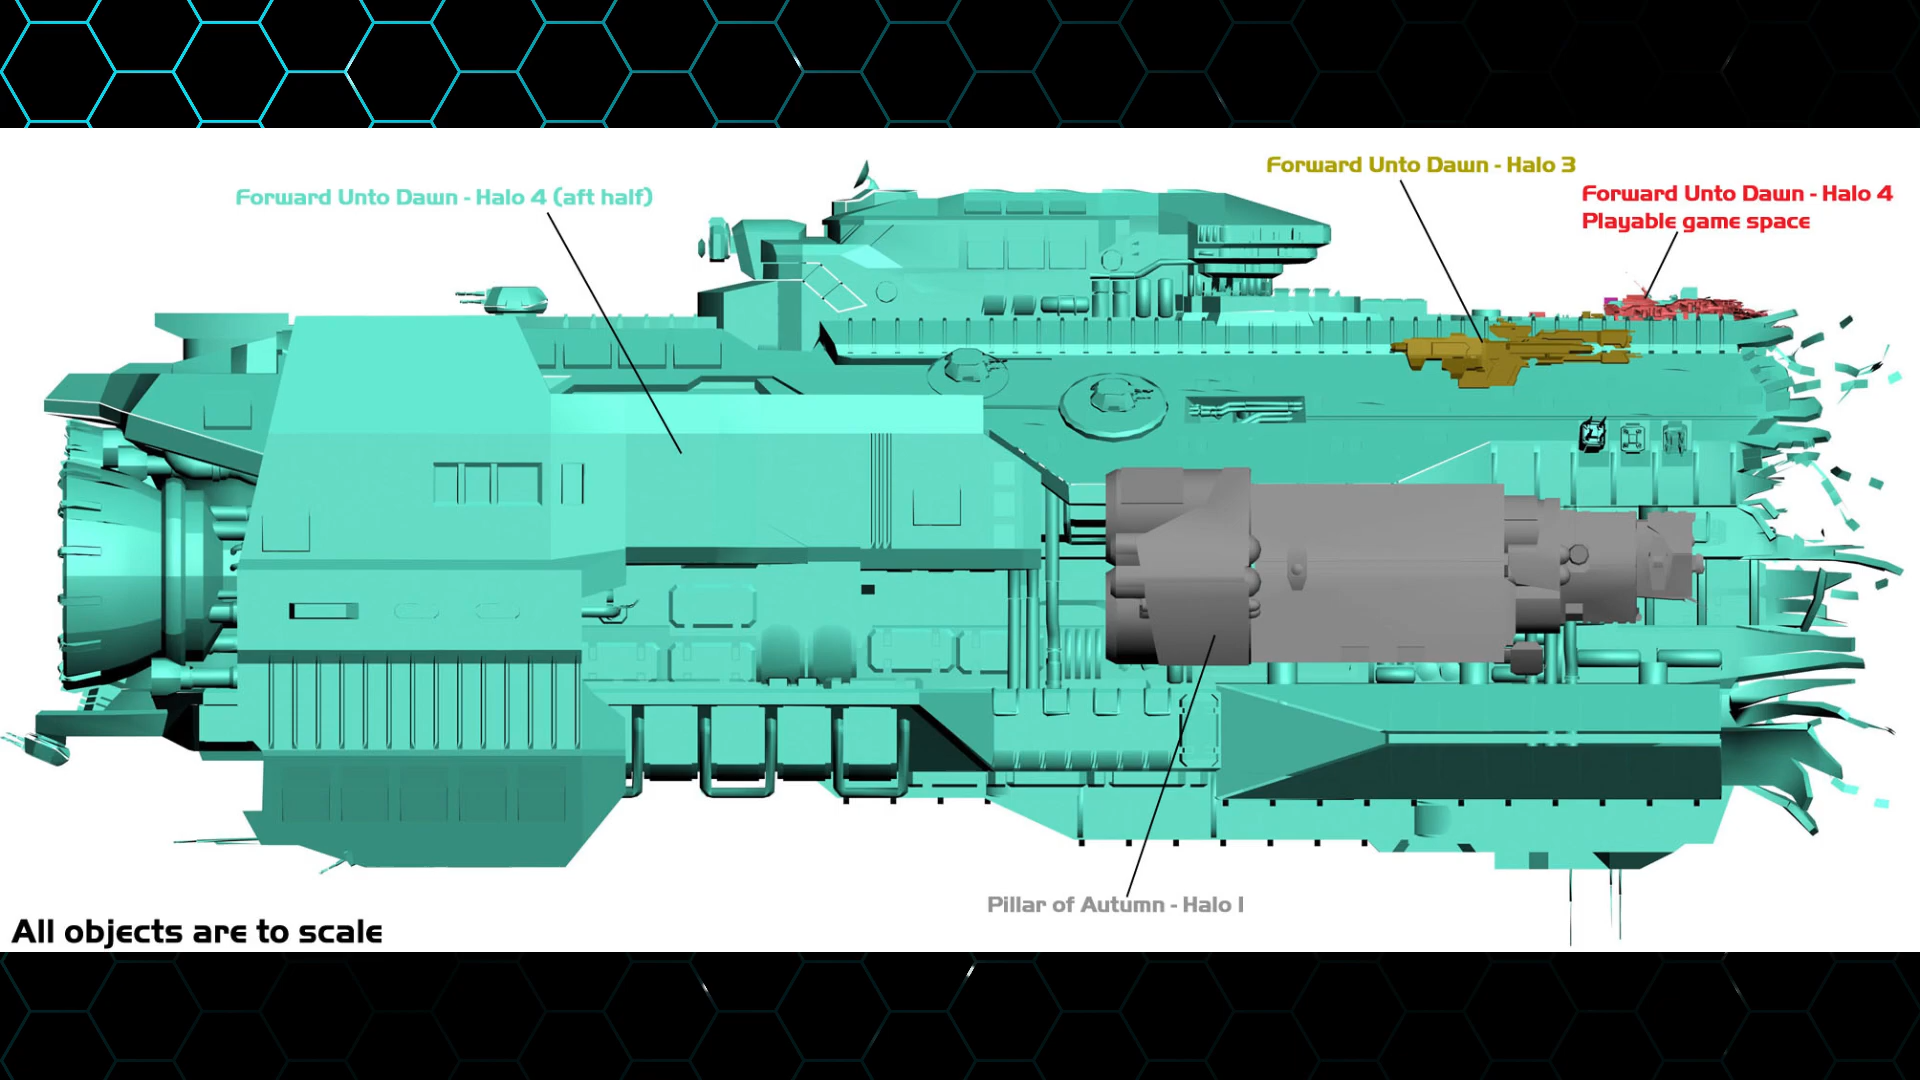 Forward Unto Dawn - Halo 3
Forward Unto Dawn - Halo 4 (aft half)
Forward Unto Dawn - Halo 4
Playable game space
Pillar of Autumn - Halo 1
All objects are to scale